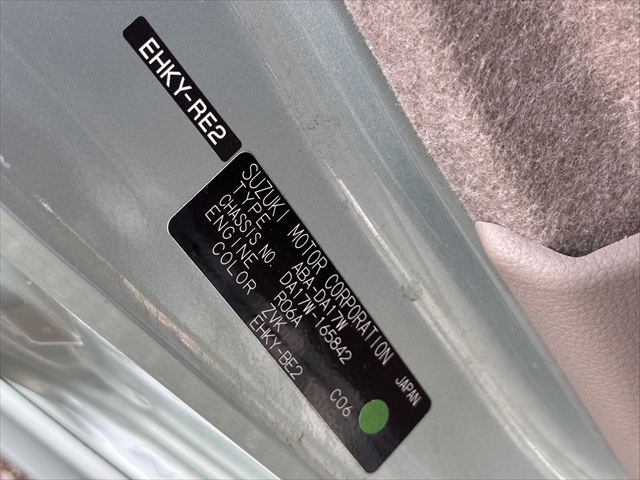 EHKY-RE2
SUZUKI MOTOR CORPORATION JAPAN
TYPE ABA-DA17W
CHASSIS NO. DA17W-165842
ENGINE R06A
COLOR ZVK C06
EHKY-BE2